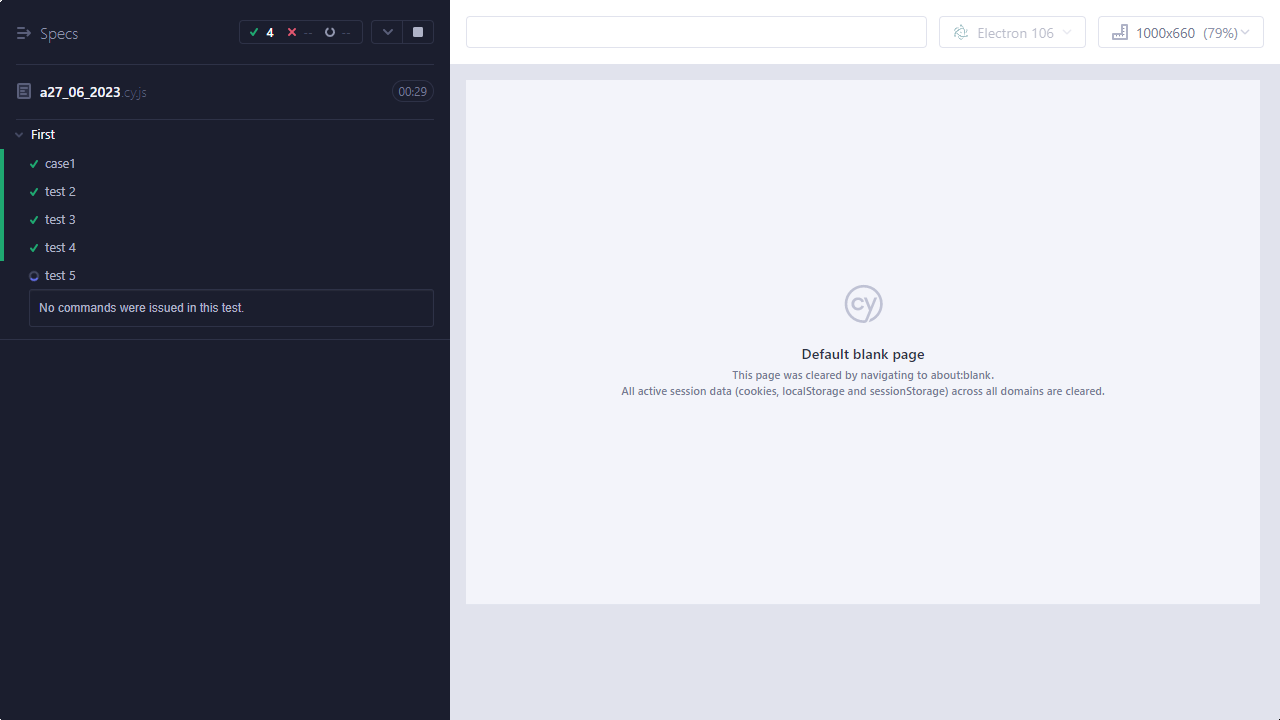 Specs
4
--
--
a27_06_2023.cy.js
00:29
First
case1
test 2
test 3
test 4
test 5
No commands were issued in this test.
Electron 106
1000x660 (79%)
cy
Default blank page
This page was cleared by navigating to about:blank.
All active session data (cookies, localStorage and sessionStorage) across all domains are cleared.